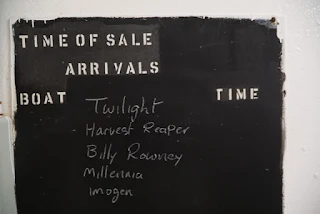 TIME OF SALE
ARRIVALS
BOAT TIME
Twilight
Harvest Reaper
Billy Rowney
Millennia
Imogen